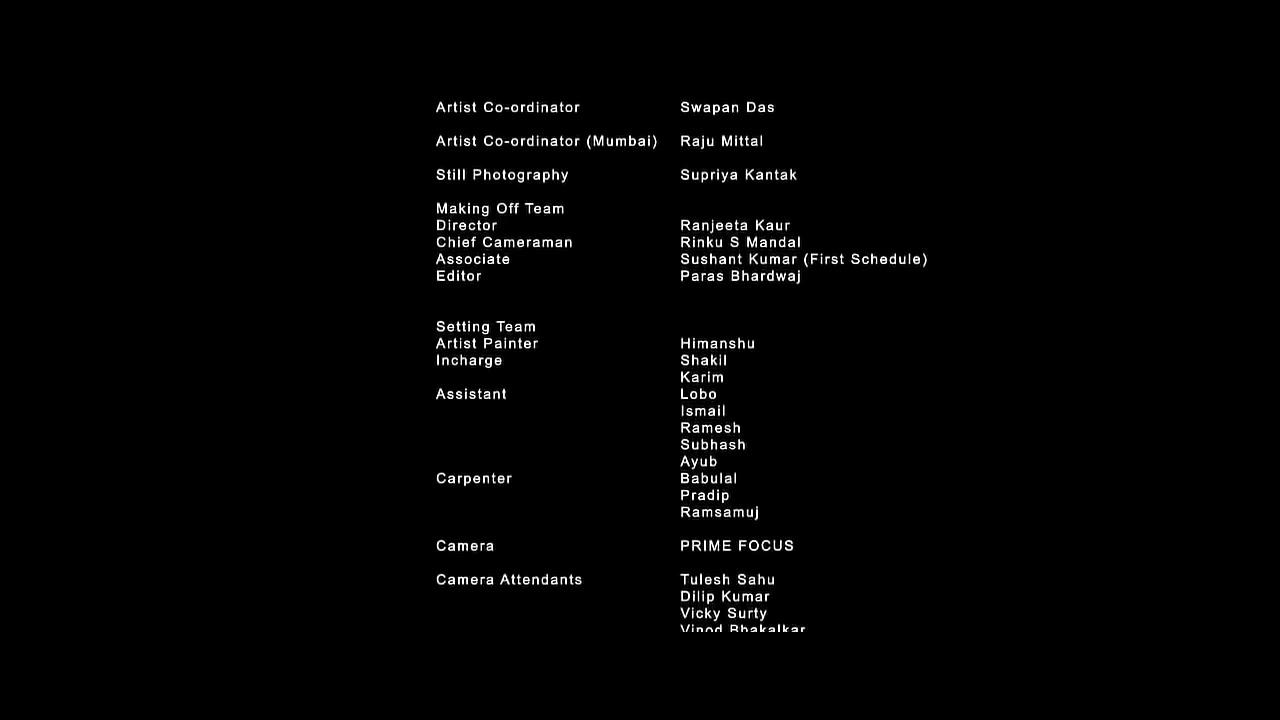 Artist Co-ordinator Swapan Das
Artist Co-ordinator (Mumbai) Raju Mittal
Still Photography Supriya Kantak
Making Off Team
Director Ranjeeta Kaur
Chief Cameraman Rinku S Mandal
Associate Sushant Kumar (First Schedule)
Editor Paras Bhardwaj
Setting Team
Artist Painter Himanshu
Incharge Shakil
Karim
Assistant Lobo
Ismail
Ramesh
Subhash
Ayub
Carpenter Babulal
Pradip
Ramsamuj
Camera PRIME FOCUS
Camera Attendants Tulesh Sahu
Dilip Kumar
Vicky Surty
Vinod Bhakalkar